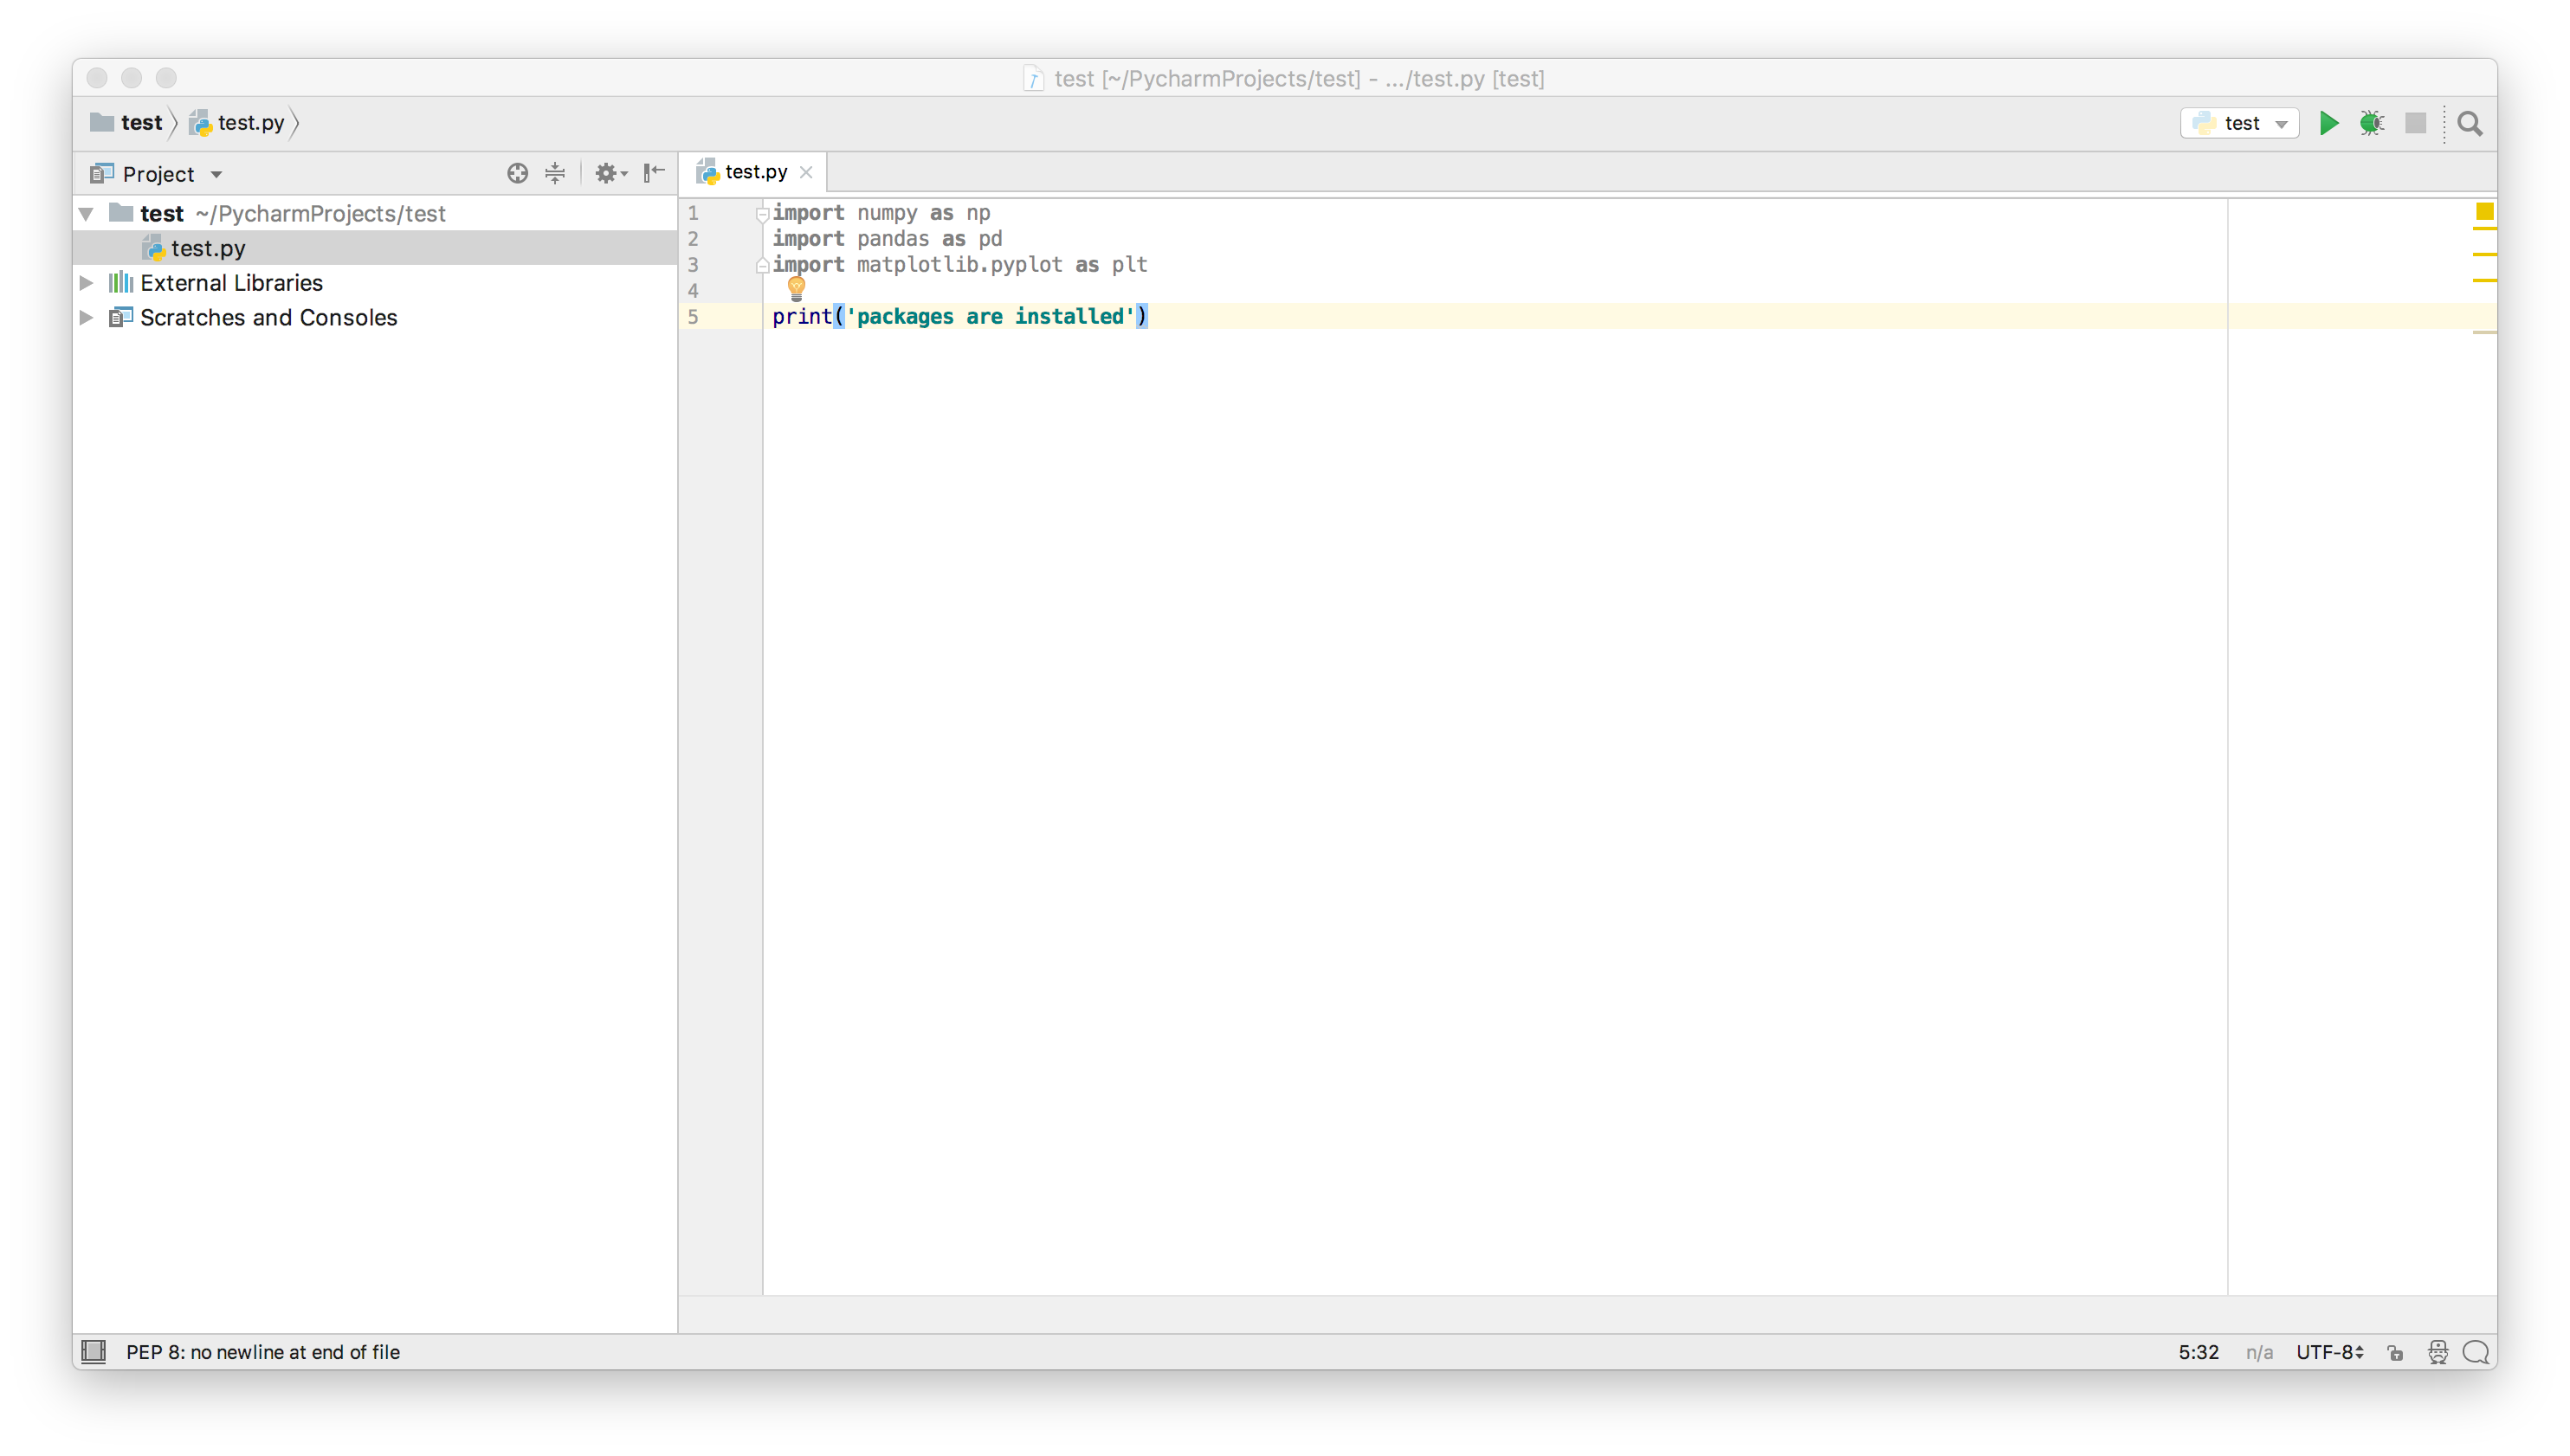 test [~/PycharmProjects/test] - .../test.py [test]
test test.py
test
Project
test.py
test ~/PycharmProjects/test
test.py
External Libraries
Scratches and Consoles
1 import numpy as np
2 import pandas as pd
3 import matplotlib.pyplot as plt
4
5 print('packages are installed')
PEP 8: no newline at end of file
5:32 n/a UTF-8